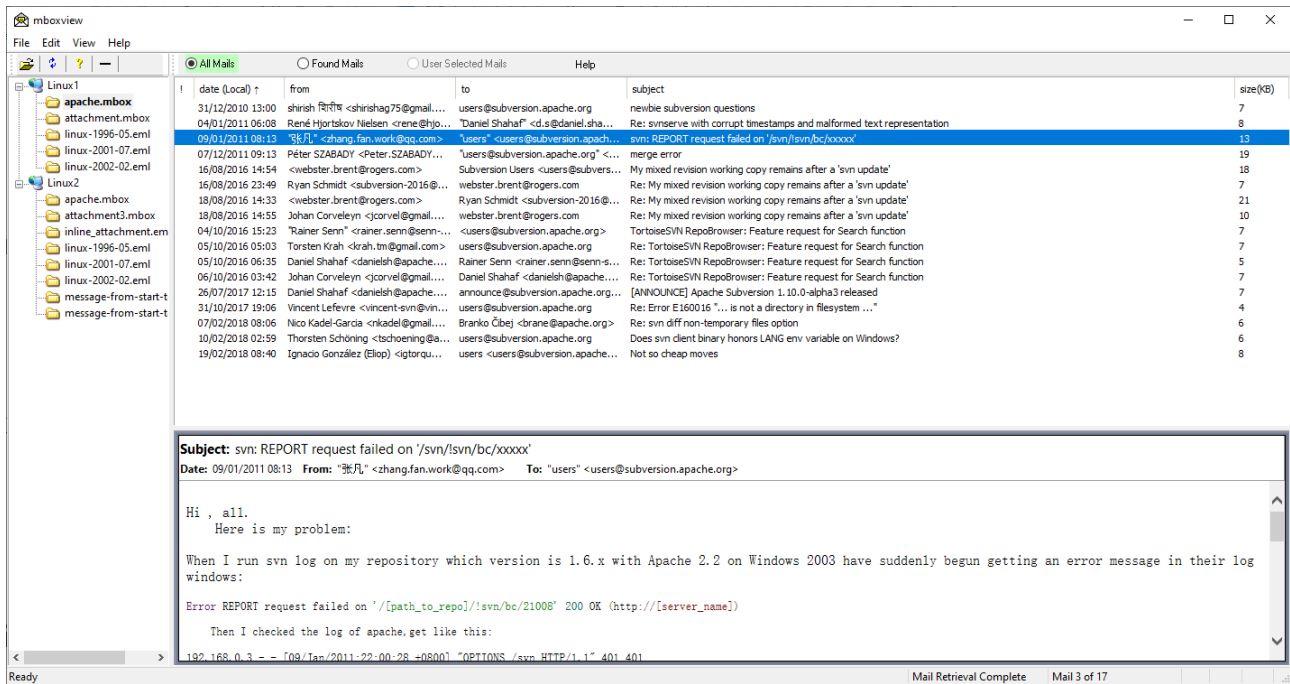 mboxview
File Edit View Help
All Mails Found Mails User Selected Mails Help
Linux1
apache.mbox
attachment.mbox
linux-1996-05.eml
linux-2001-07.eml
linux-2002-02.eml
Linux2
apache.mbox
attachment3.mbox
inline_attachment.em
linux-1996-05.eml
linux-2001-07.eml
linux-2002-02.eml
message-from-start-t
message-from-start-t
! date (Local) ↑ from to subject size(KB)
31/12/2010 13:00 shirish शिरीष <shirishag75@gmail.... users@subversion.apache.org newbie subversion questions 7
04/01/2011 06:08 René Hjortskov Nielsen <rene@hjo... "Daniel Shahaf" <d.s@daniel.sha... Re: svnserve with corrupt timestamps and malformed text representation 8
09/01/2011 08:13 "张凡" <zhang.fan.work@qq.com> "users" <users@subversion.apach... svn: REPORT request failed on '/svn/!svn/bc/xxxxx' 13
07/12/2011 09:13 Péter SZABADY <Peter.SZABADY... "users@subversion.apache.org" <... merge error 19
16/08/2016 14:54 <webster.brent@rogers.com> Subversion Users <users@subvers... My mixed revision working copy remains after a 'svn update' 18
16/08/2016 23:49 Ryan Schmidt <subversion-2016@... webster.brent@rogers.com Re: My mixed revision working copy remains after a 'svn update' 7
18/08/2016 14:33 <webster.brent@rogers.com> Ryan Schmidt <subversion-2016@... Re: My mixed revision working copy remains after a 'svn update' 21
18/08/2016 14:55 Johan Corveleyn <jcorvel@gmail.... webster.brent@rogers.com Re: My mixed revision working copy remains after a 'svn update' 10
04/10/2016 15:23 "Rainer Senn" <rainer.senn@senn-... <users@subversion.apache.org> TortoiseSVN RepoBrowser: Feature request for Search function 7
05/10/2016 05:03 Torsten Krah <krah.tm@gmail.com> users@subversion.apache.org Re: TortoiseSVN RepoBrowser: Feature request for Search function 7
05/10/2016 06:35 Daniel Shahaf <danielsh@apache.... Rainer Senn <rainer.senn@senn-s... Re: TortoiseSVN RepoBrowser: Feature request for Search function 5
06/10/2016 03:42 Johan Corveleyn <jcorvel@gmail.... Daniel Shahaf <danielsh@apache.... Re: TortoiseSVN RepoBrowser: Feature request for Search function 7
26/07/2017 12:15 Daniel Shahaf <danielsh@apache.... announce@subversion.apache.org... [ANNOUNCE] Apache Subversion 1.10.0-alpha3 released 7
31/10/2017 19:06 Vincent Lefevre <vincent-svn@vin... users@subversion.apache.org Re: Error E160016 "... is not a directory in filesystem ..." 4
07/02/2018 08:06 Nico Kadel-Garcia <nkadel@gmail.... Branko Čibej <brane@apache.org> Re: svn diff non-temporary files option 6
10/02/2018 02:59 Thorsten Schöning <tschoening@a... users@subversion.apache.org Does svn client binary honors LANG env variable on Windows? 6
19/02/2018 08:40 Ignacio González (Eliop) <igtorqu... users <users@subversion.apache... Not so cheap moves 8
Subject: svn: REPORT request failed on '/svn/!svn/bc/xxxxx'
Date: 09/01/2011 08:13 From: "张凡" <zhang.fan.work@qq.com> To: "users" <users@subversion.apache.org>
Hi , all.
Here is my problem:
When I run svn log on my repository which version is 1.6.x with Apache 2.2 on Windows 2003 have suddenly begun getting an error message in their log
windows:
Error REPORT request failed on '/[path_to_repo]/!svn/bc/21008' 200 OK (http://[server_name])
Then I checked the log of apache,get like this:
192.168.0.3 - - [09/Jan/2011:22:00:28 +0800] "OPTIONS /svn HTTP/1.1" 401 401
Ready Mail Retrieval Complete Mail 3 of 17